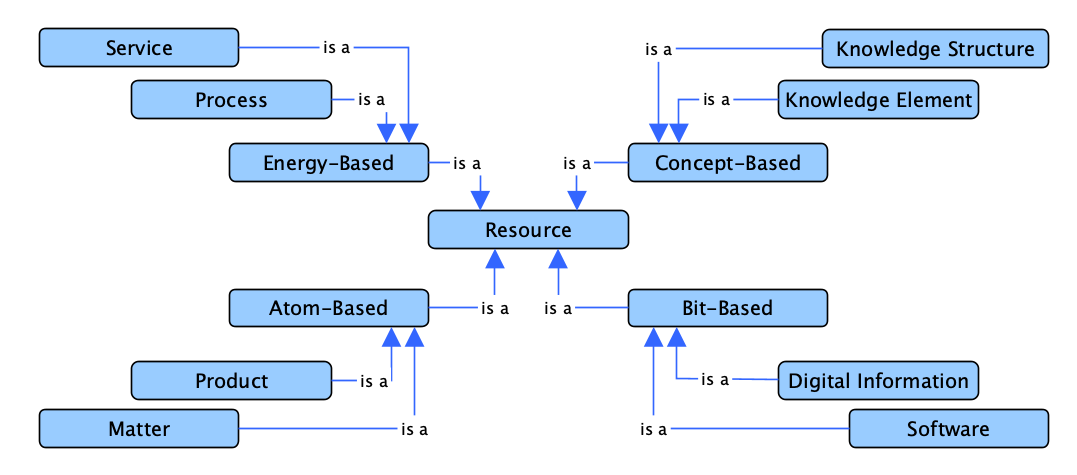 Service
is a
is a
Knowledge Structure
Process
is a
is a
Knowledge Element
Energy-Based
is a
is a
Concept-Based
Resource
Atom-Based
is a
is a
Bit-Based
Product
is a
is a
Digital Information
Matter
is a
is a
Software